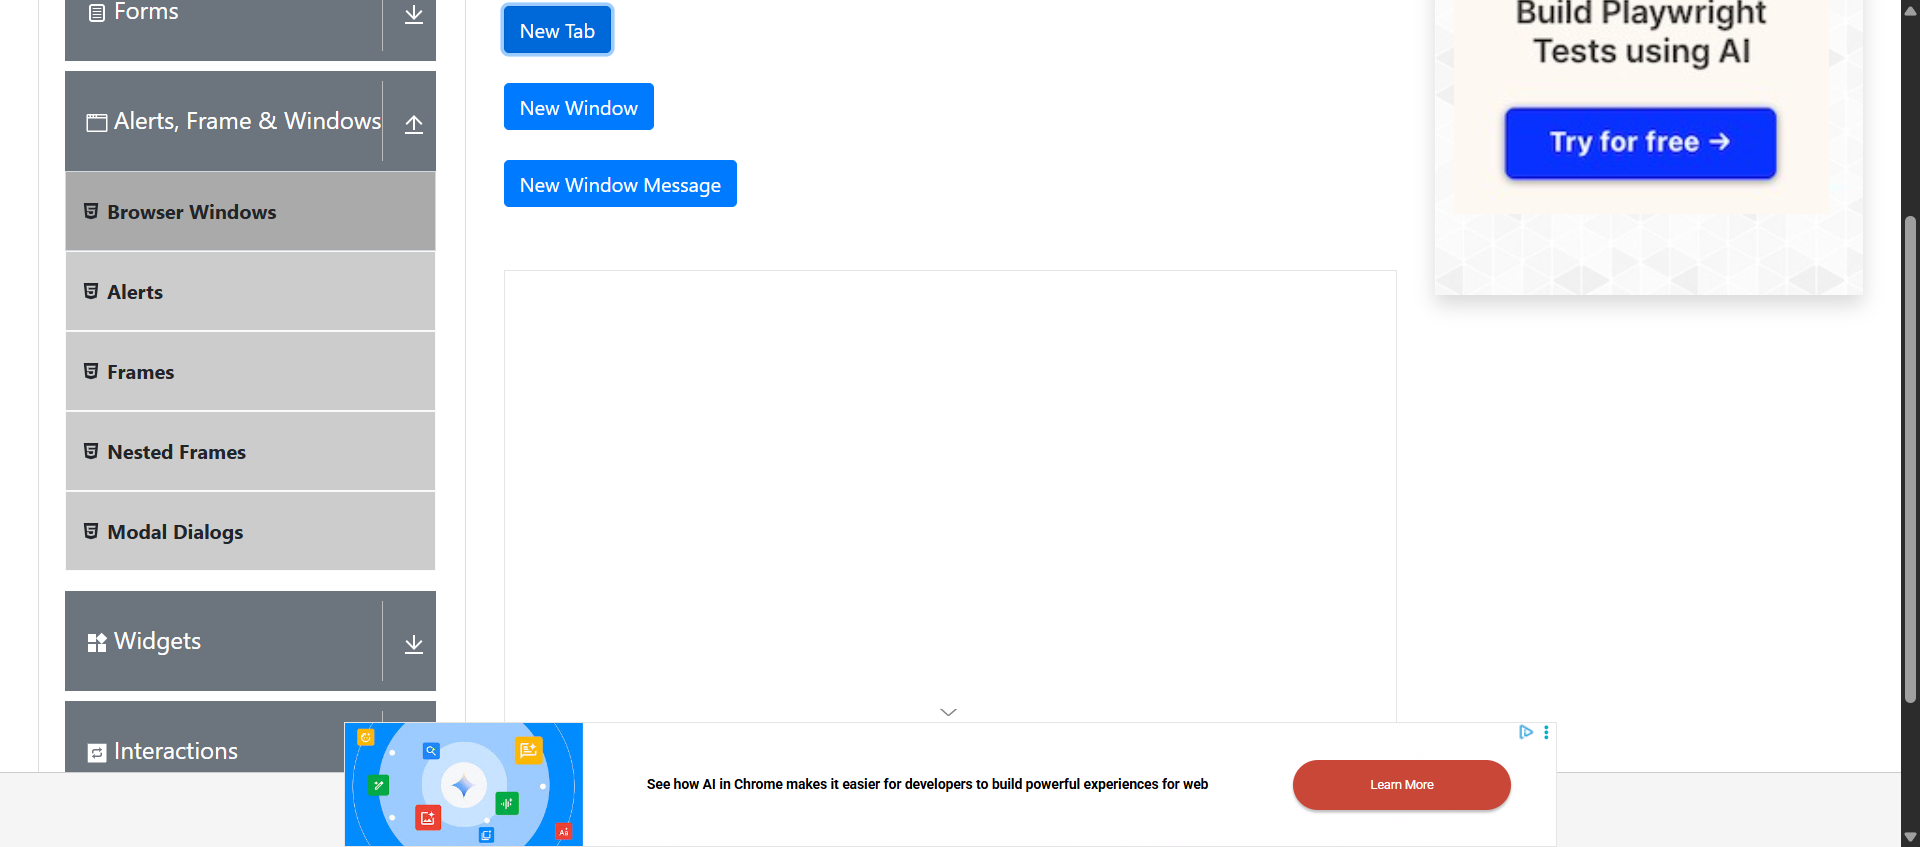 Forms
Alerts, Frame & Windows
Browser Windows
Alerts
Frames
Nested Frames
Modal Dialogs
Widgets
Interactions
New Tab
New Window
New Window Message
Build Playwright
Tests using AI
Try for free →
See how AI in Chrome makes it easier for developers to build powerful experiences for web
Learn More